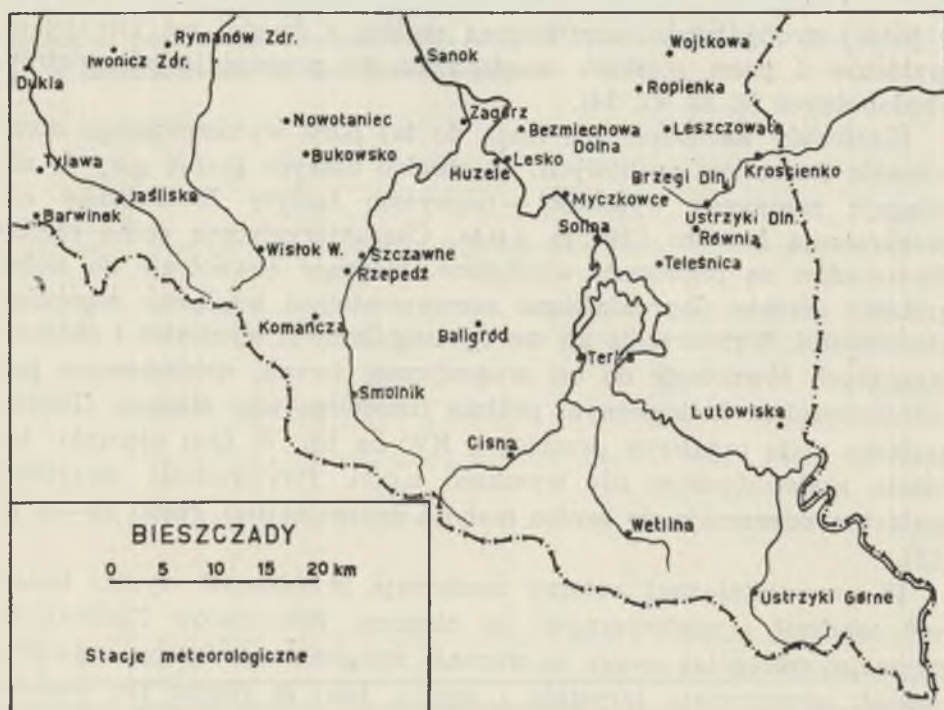 Rymanów Zdr.
Iwonicz Zdr.
Dukla
Sanok
Wojtkowa
Ropienka
Nowotaniec
Zagórz
Bezmiechowa
Dolna
Leszczowate
Bukowsko
Lesko
Huzele
Krościenko
Tylawa
Brzegi Dln.
Jaśliska
Myczkowce
Ustrzyki Dln.
Barwinek
Równia
Wisłok W.
Szczawne
Solina
Rzepedź
Teleśnica
Komańcza
Baligród
Terka
Smolnik
Lutowiska
Cisna
Wetlina
Ustrzyki Górne
BIESZCZADY
0 5 10 15 20 km
Stacje meteorologiczne